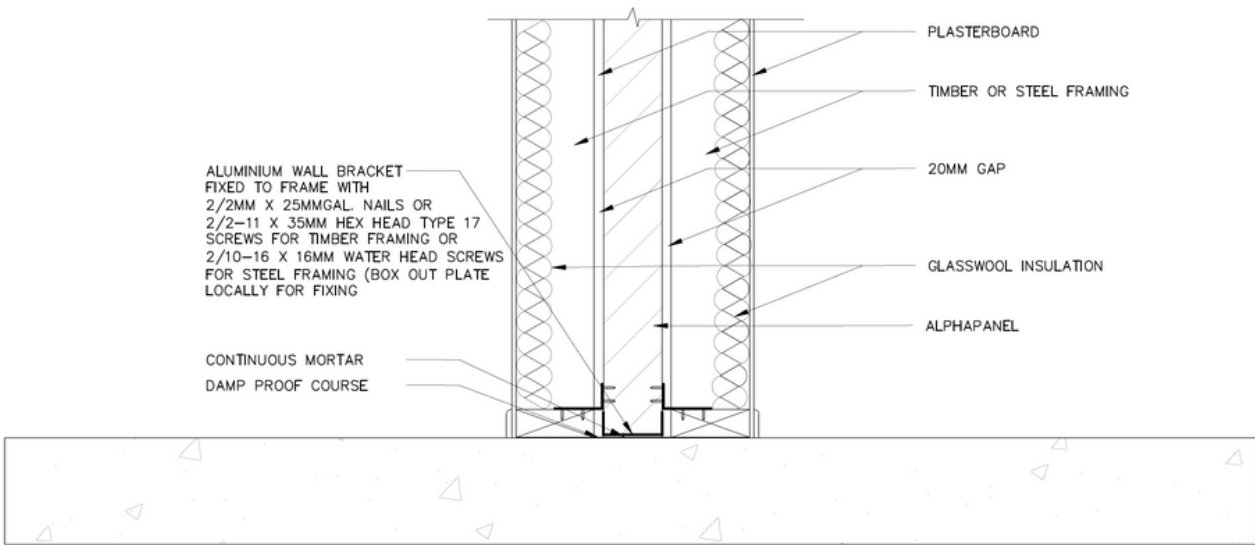 PLASTERBOARD
TIMBER OR STEEL FRAMING
ALUMINIUM WALL BRACKET
FIXED TO FRAME WITH
2/2MM X 25MMGAL. NAILS OR
2/2-11 X 35MM HEX HEAD TYPE 17
SCREWS FOR TIMBER FRAMING OR
2/10-16 X 16MM WATER HEAD SCREWS
FOR STEEL FRAMING (BOX OUT PLATE
LOCALLY FOR FIXING
20MM GAP
GLASSWOOL INSULATION
ALPHAPANEL
CONTINUOUS MORTAR
DAMP PROOF COURSE